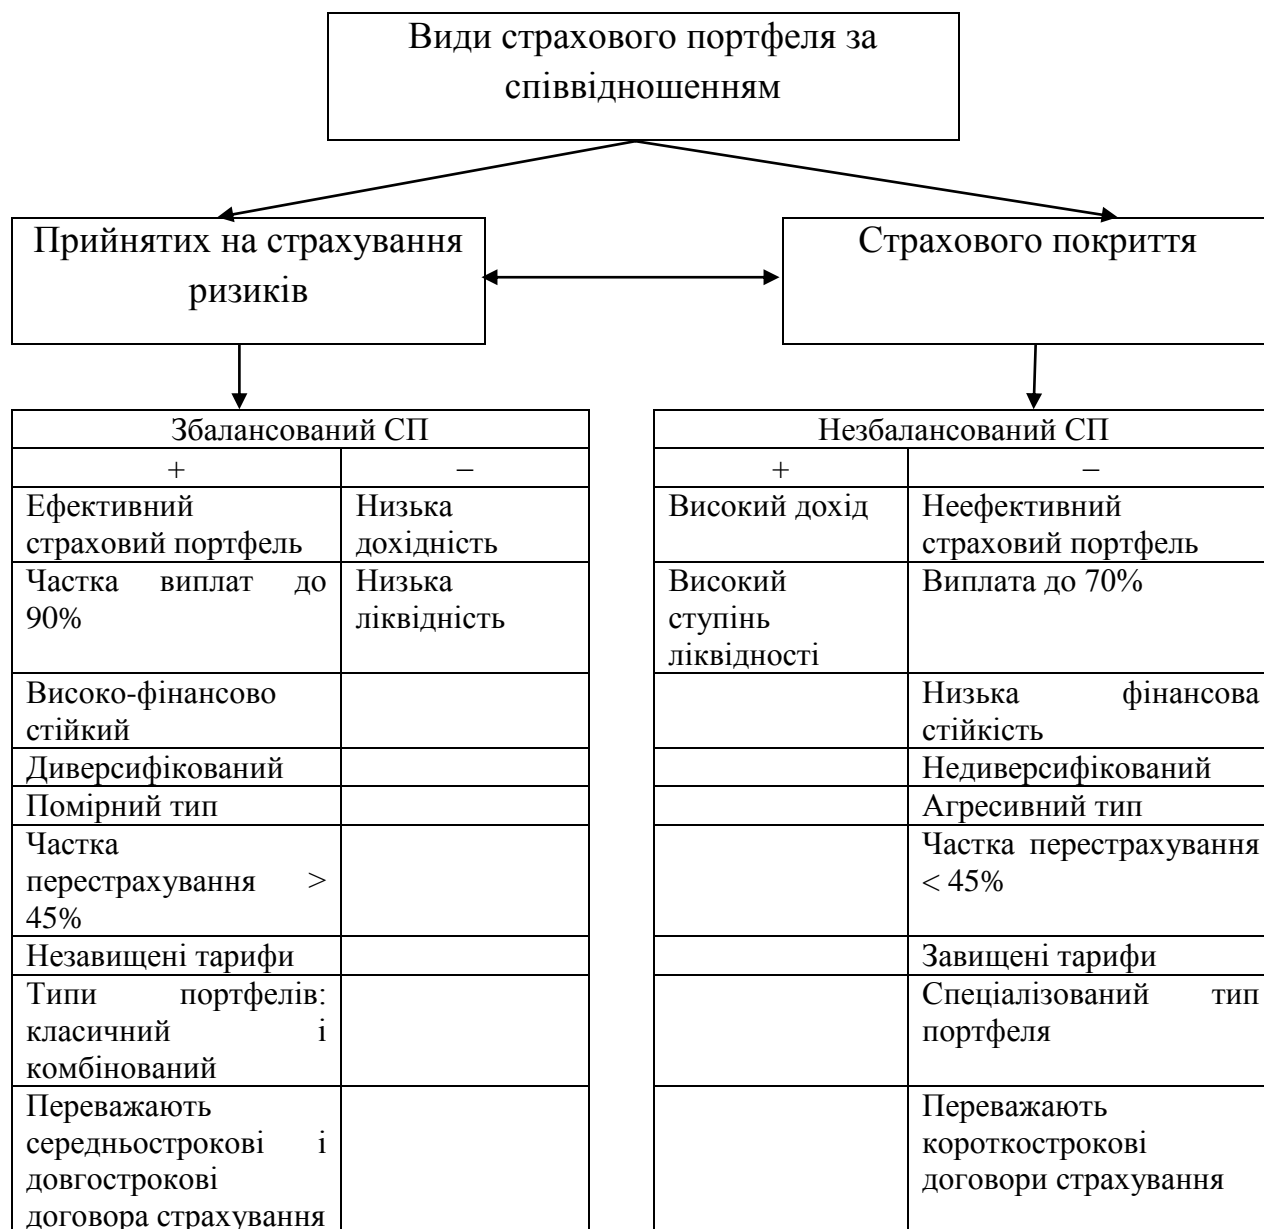 Види страхового портфеля за
співвідношенням
Прийнятих на страхування
ризиків
Страхового покриття
Збалансований СП
+ –
Ефективний
страховий портфель
Низька
дохідність
Частка виплат до
90%
Низька
ліквідність
Високо-фінансово
стійкий
Диверсифікований
Помірний тип
Частка
перестрахування >
45%
Незавищені тарифи
Типи портфелів:
класичний і
комбінований
Переважають
середньострокові і
довгострокові
договора страхування
Незбалансований СП
+ –
Високий дохід
Неефективний
страховий портфель
Високий
ступінь
ліквідності
Виплата до 70%
Низька фінансова
стійкість
Недиверсифікований
Агресивний тип
Частка перестрахування
< 45%
Завищені тарифи
Спеціалізований тип
портфеля
Переважають
короткострокові
договори страхування